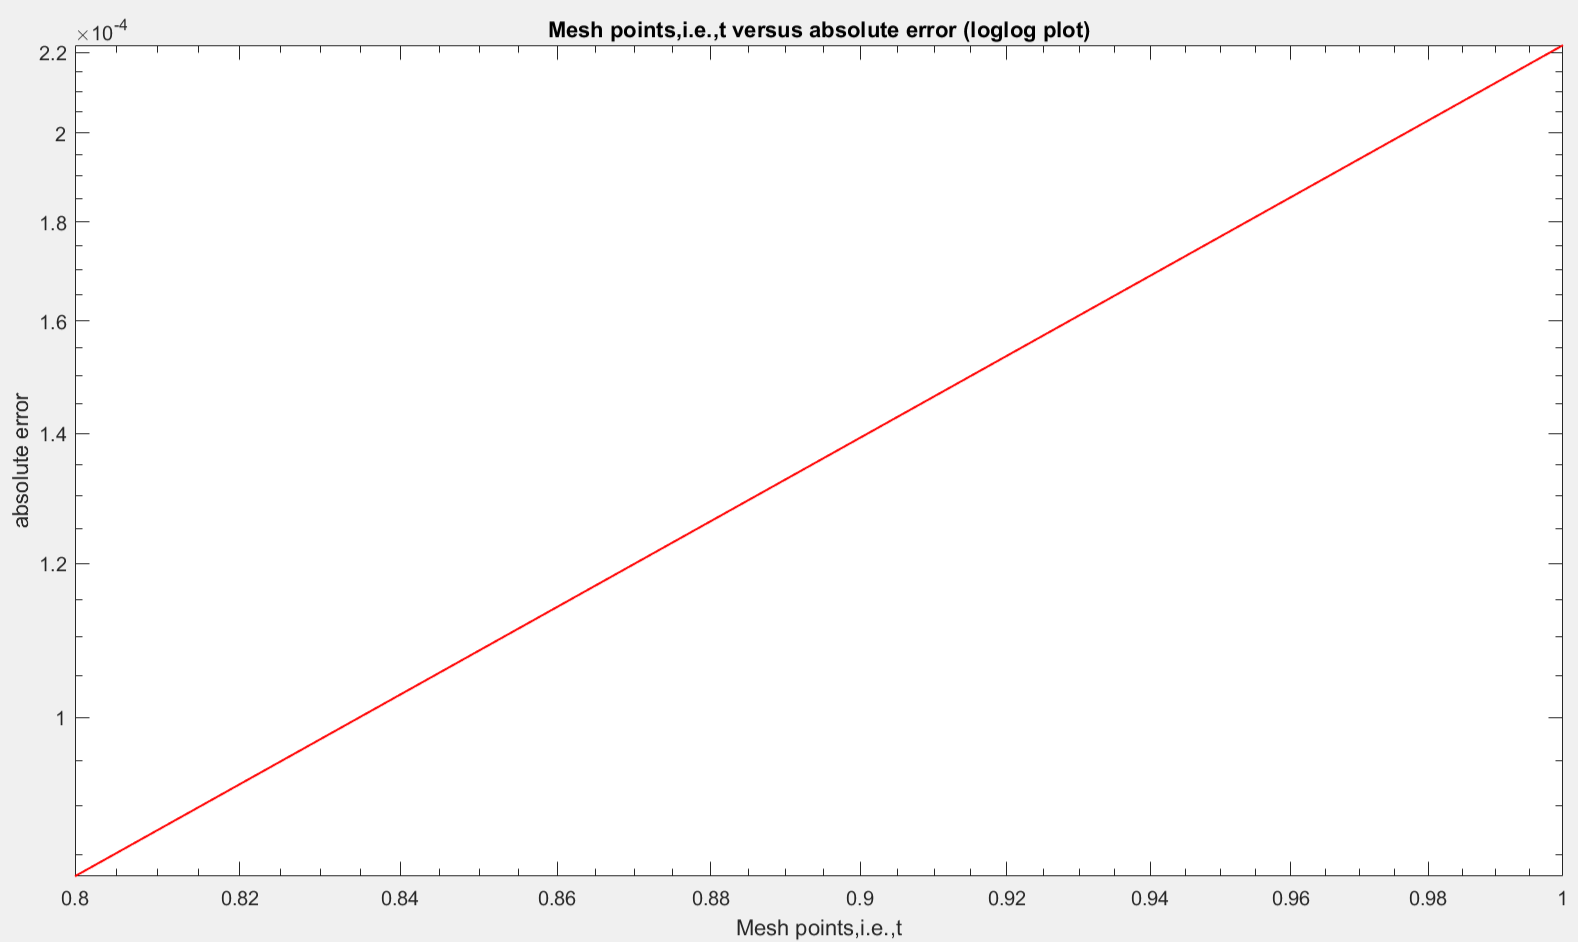 Mesh points,i.e.,t versus absolute error (loglog plot)
×10-4
2.2
2
1.8
1.6
1.4
1.2
1
absolute error
0.8 0.82 0.84 0.86 0.88 0.9 0.92 0.94 0.96 0.98 1
Mesh points,i.e.,t